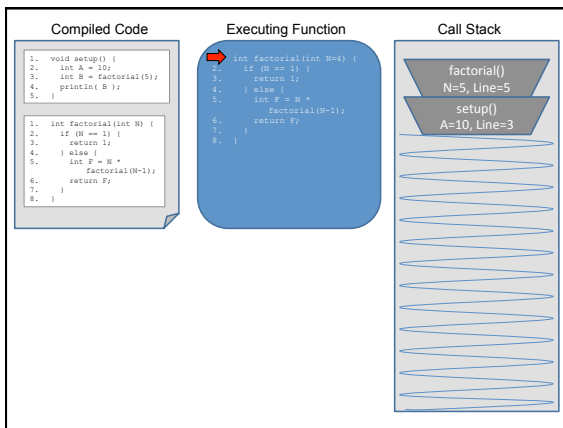 Compiled Code
1. void setup() {
2. int A = 10;
3. int B = factorial(5);
4. println( B );
5. }
1. int factorial(int N) {
2. if (N == 1) {
3. return 1;
4. } else {
5. int F = N *
factorial(N-1);
6. return F;
7. }
8. }
Executing Function
int factorial(int N=4) {
2. if (N == 1) {
3. return 1;
4. } else {
5. int F = N *
factorial(N-1);
6. return F;
7. }
8. }
Call Stack
factorial()
N=5, Line=5
setup()
A=10, Line=3